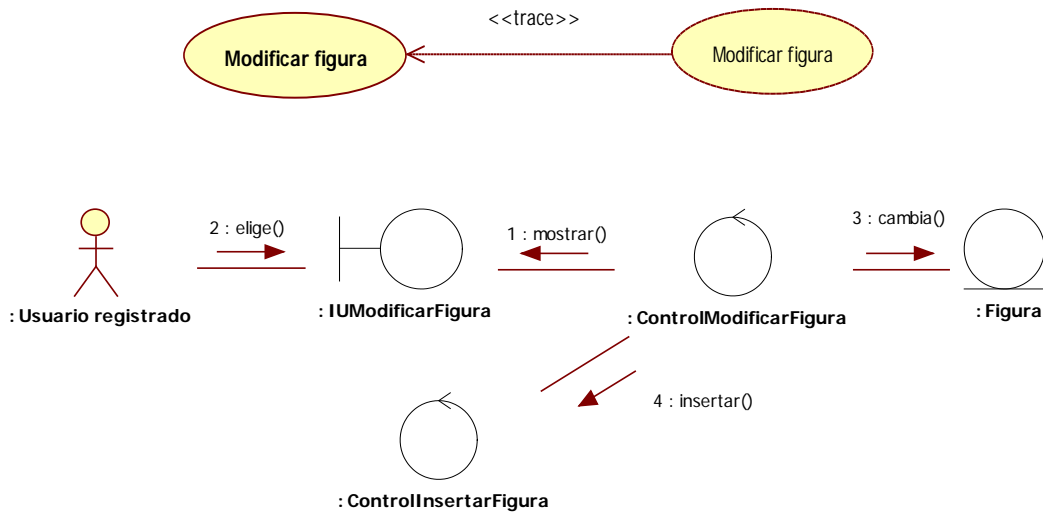 <<trace>>
Modificar figura
Modificar figura
2 : elige()
1 : mostrar()
3 : cambia()
: Usuario registrado
: IUModificarFigura
: ControlModificarFigura
: Figura
4 : insertar()
: ControlInsertarFigura